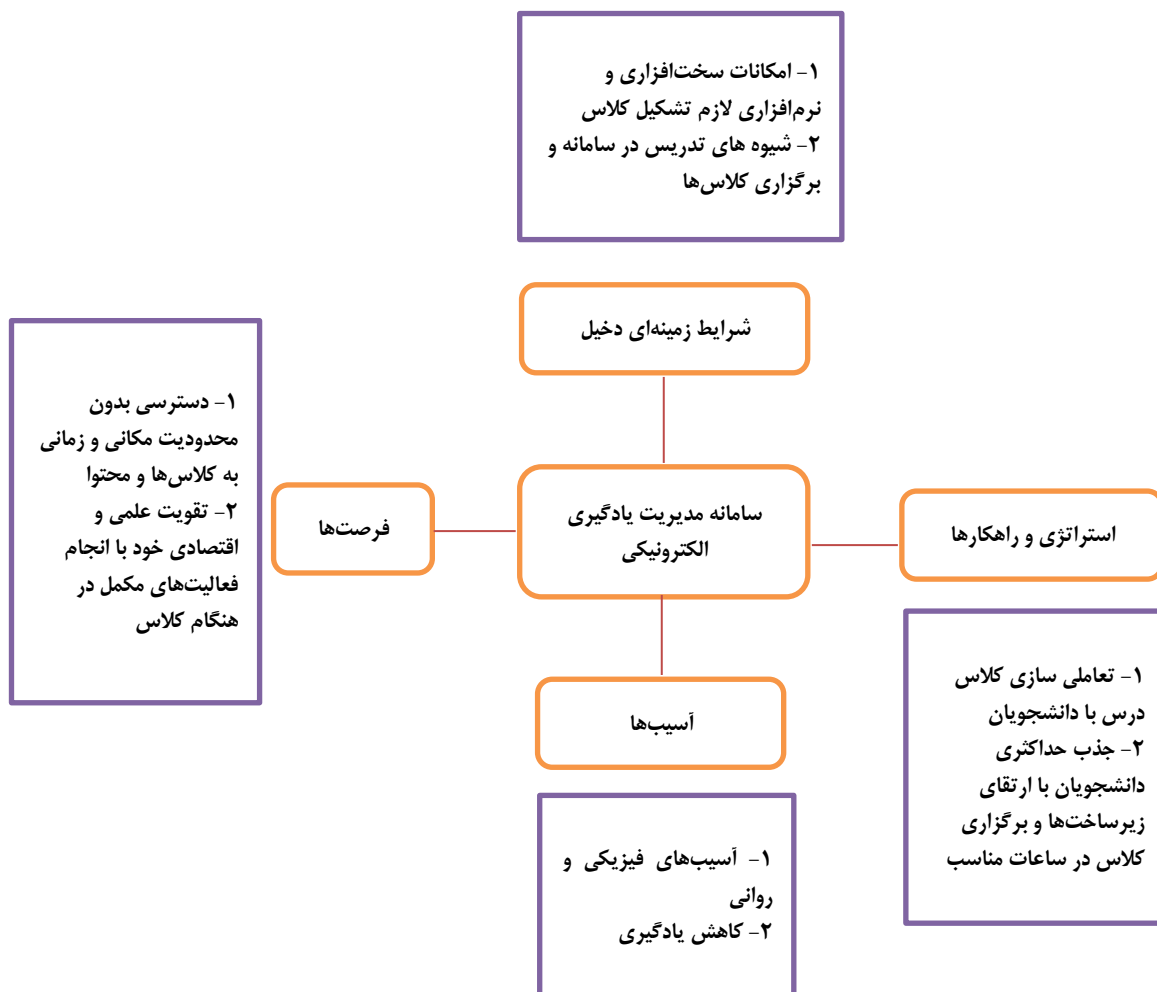 ۱- امکانات سخت‌افزاری و
نرم‌افزاری لازم تشکیل کلاس
۲- شیوه های تدریس در سامانه و
برگزاری کلاس‌ها
شرایط زمینه‌ای دخیل
استراتژی و راهکارها
۱- تعاملی سازی کلاس
درس با دانشجویان
۲- جذب حداکثری
دانشجویان با ارتقای
زیرساخت‌ها و برگزاری
کلاس در ساعات مناسب
سامانه مدیریت یادگیری
الکترونیکی
فرصت‌ها
۱- دسترسی بدون
محدودیت مکانی و زمانی
به کلاس‌ها و محتوا
۲- تقویت علمی و
اقتصادی خود با انجام
فعالیت‌های مکمل در
هنگام کلاس
آسیب‌ها
۱- آسیب‌های فیزیکی و
روانی
۲- کاهش یادگیری